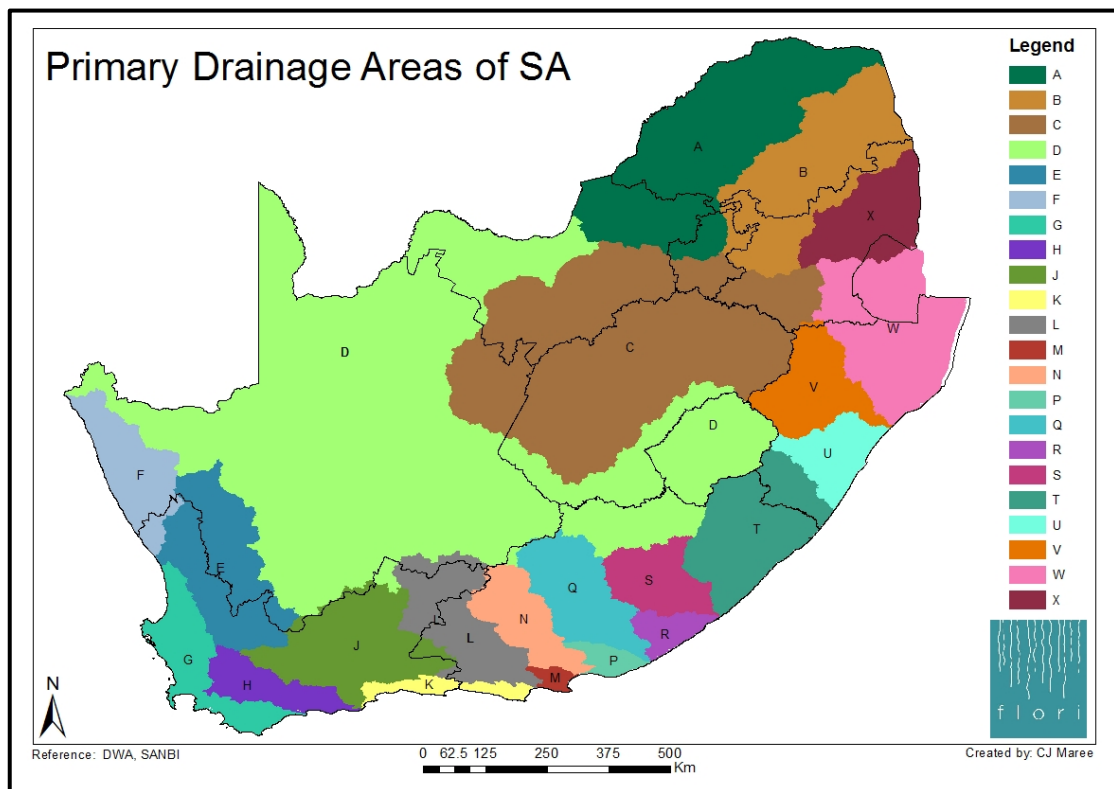 Primary Drainage Areas of SA
Legend
A
B
C
D
E
F
G
H
J
K
L
M
N
P
Q
R
S
T
U
V
W
X
A
B
X
D
C
W
V
D
U
F
T
E
S
Q
L
N
R
J
L
P
G
M
H
K
N
flori
Reference: DWA, SANBI
Created by: CJ Maree
0 62.5 125 250 375 500
Km